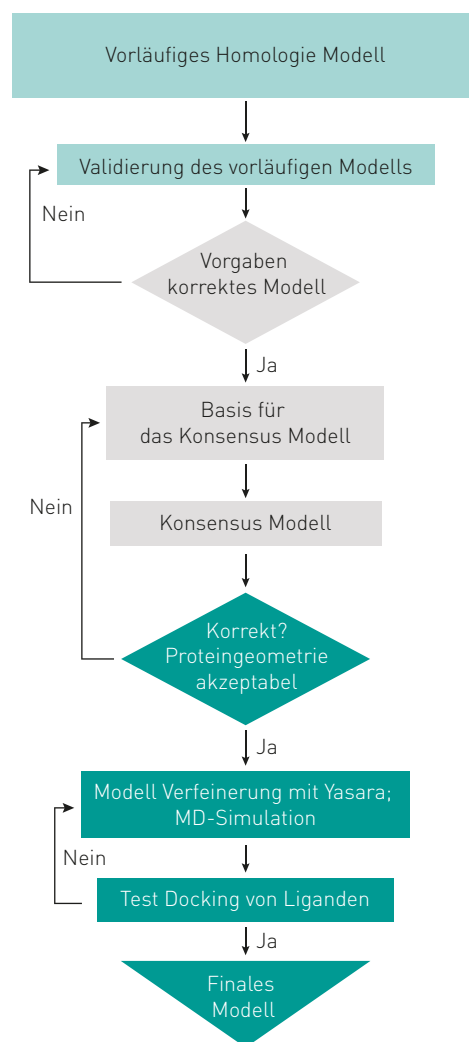 Vorläufiges Homologie Modell
Validierung des vorläufigen Modells
Nein
Vorgaben
korrektes Modell
Ja
Basis für
das Konsensus Modell
Nein
Konsensus Modell
Korrekt?
Proteingeometrie
akzeptabel
Ja
Modell Verfeinerung mit Yasara;
MD-Simulation
Nein
Test Docking von Liganden
Ja
Finales
Modell